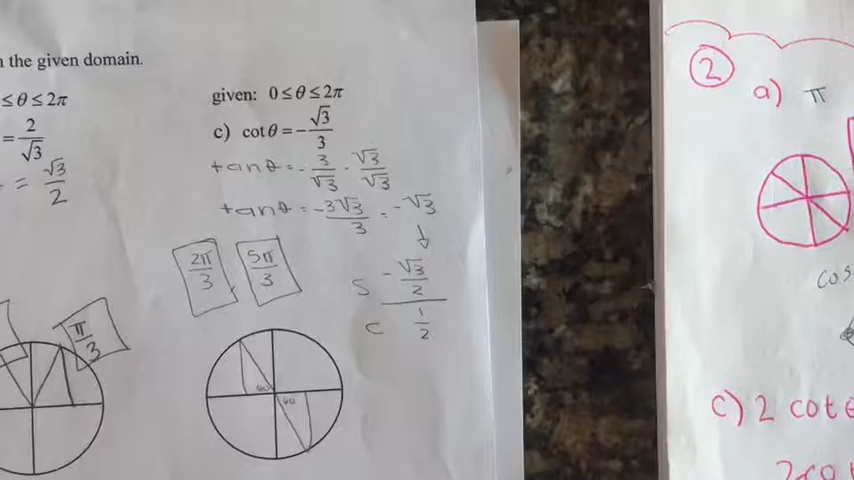 n the given domain.
≤θ≤2π
= 2/√3
= √3/2
π/3
given: 0≤θ≤2π
c) cotθ = -√3/3
tanθ = -3/√3 · √3/√3
tanθ = -3√3/3 = -√3
2π/3 5π/3
S -√3/2
C 1/2
60
60
2
a) π
cos
c) 2 cotθ
2cot